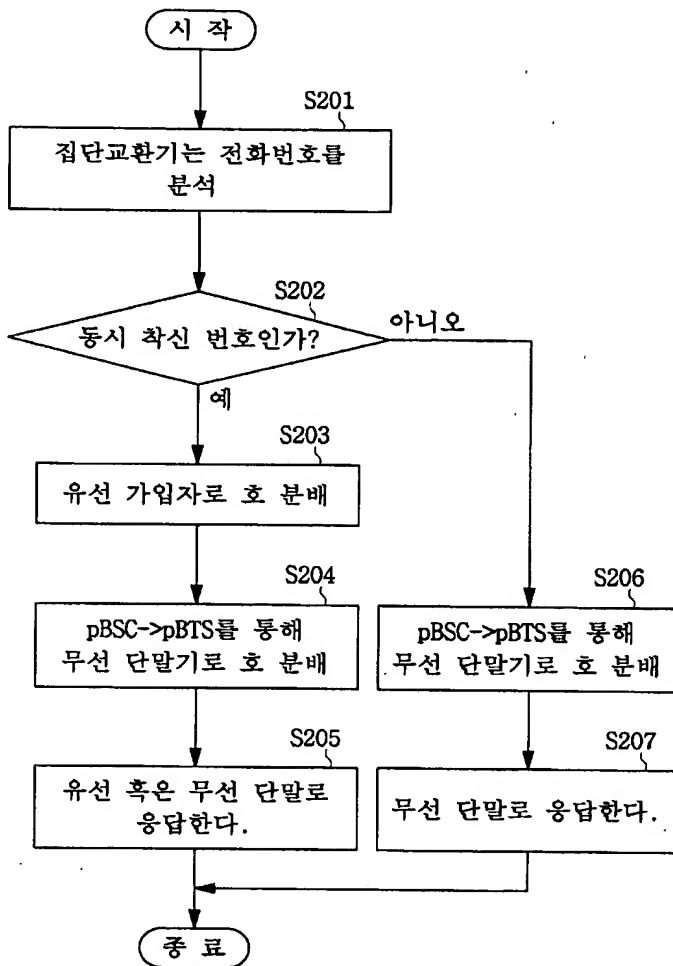 시 작
S201
집단교환기는 전화번호를
분석
S202
동시 착신 번호인가?
아니오
예
S203
유선 가입자로 호 분배
S204
pBSC->pBTS를 통해
무선 단말기로 호 분배
S206
pBSC->pBTS를 통해
무선 단말기로 호 분배
S205
유선 혹은 무선 단말로
응답한다.
S207
무선 단말로 응답한다.
종 료